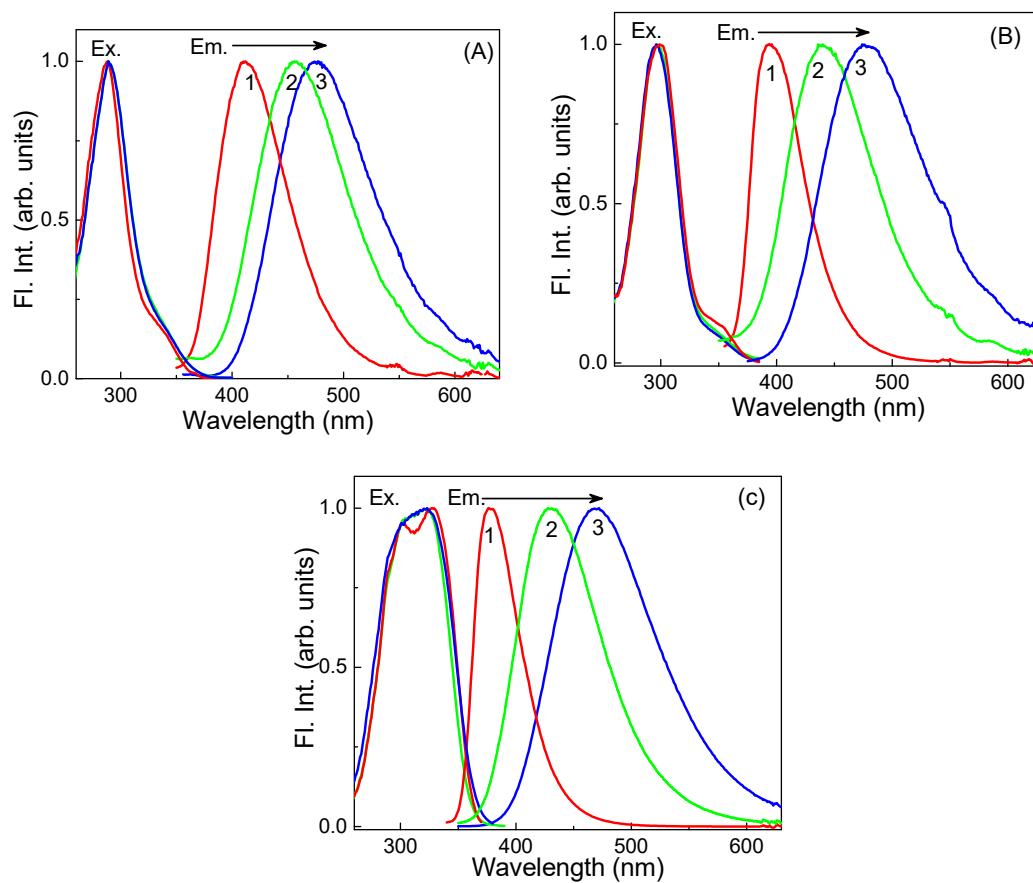 (A)
Ex.
Em.
1
2
3
1.0
0.5
0.0
Fl. Int. (arb. units)
300
400
500
600
Wavelength (nm)
(B)
Ex.
Em.
1
2
3
1.0
0.5
0.0
Fl. Int. (arb. units)
300
400
500
600
Wavelength (nm)
(c)
Ex.
Em.
1
2
3
1.0
0.5
0.0
Fl. Int. (arb. units)
300
400
500
600
Wavelength (nm)